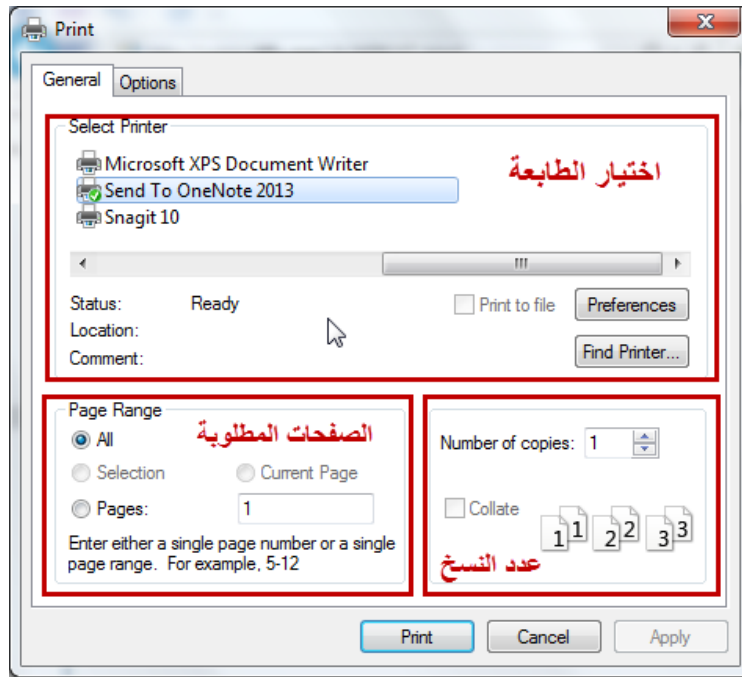 Print
General Options
Select Printer
Microsoft XPS Document Writer
Send To OneNote 2013
Snagit 10
اختيار الطابعة
Status: Ready
Print to file
Preferences
Location:
Comment:
Find Printer...
Page Range
الصفحات المطلوبة
All
Selection
Current Page
Pages: 1
Enter either a single page number or a single
page range. For example, 5-12
Number of copies: 1
Collate
1 1 2 2 3 3
عدد النسخ
Print Cancel Apply